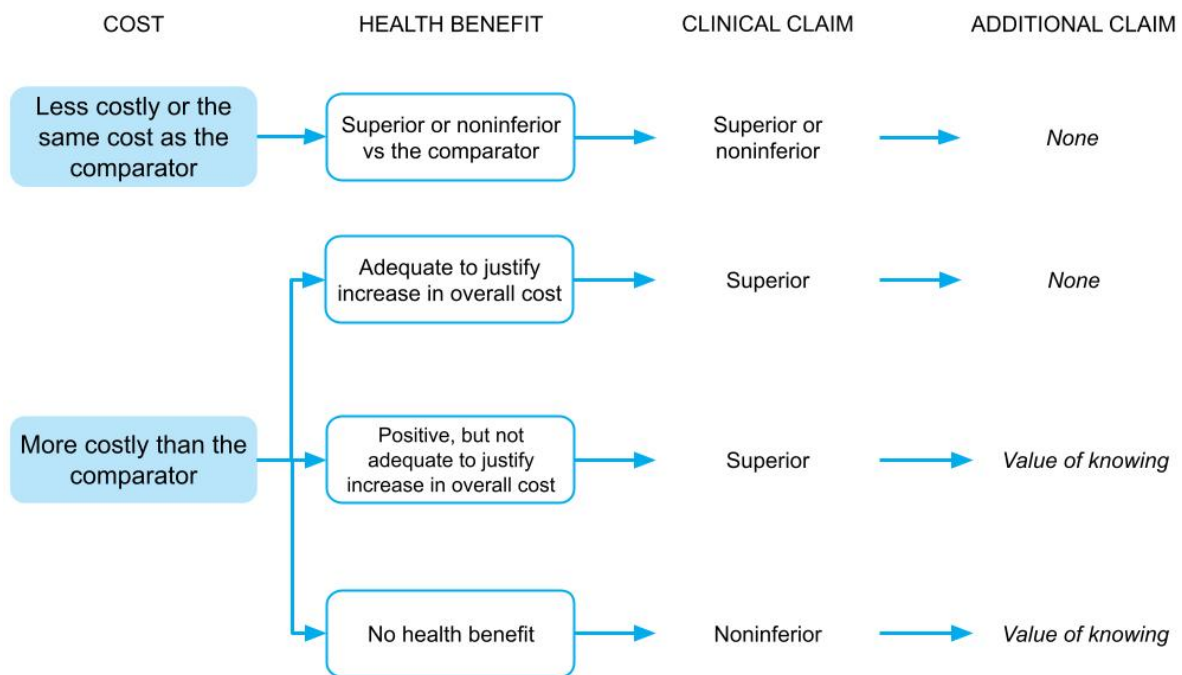 COST
HEALTH BENEFIT
CLINICAL CLAIM
ADDITIONAL CLAIM
Less costly or the
same cost as the
comparator
Superior or noninferior
vs the comparator
Superior or
noninferior
None
Adequate to justify
increase in overall cost
Superior
None
More costly than the
comparator
Positive, but not
adequate to justify
increase in overall cost
Superior
Value of knowing
No health benefit
Noninferior
Value of knowing